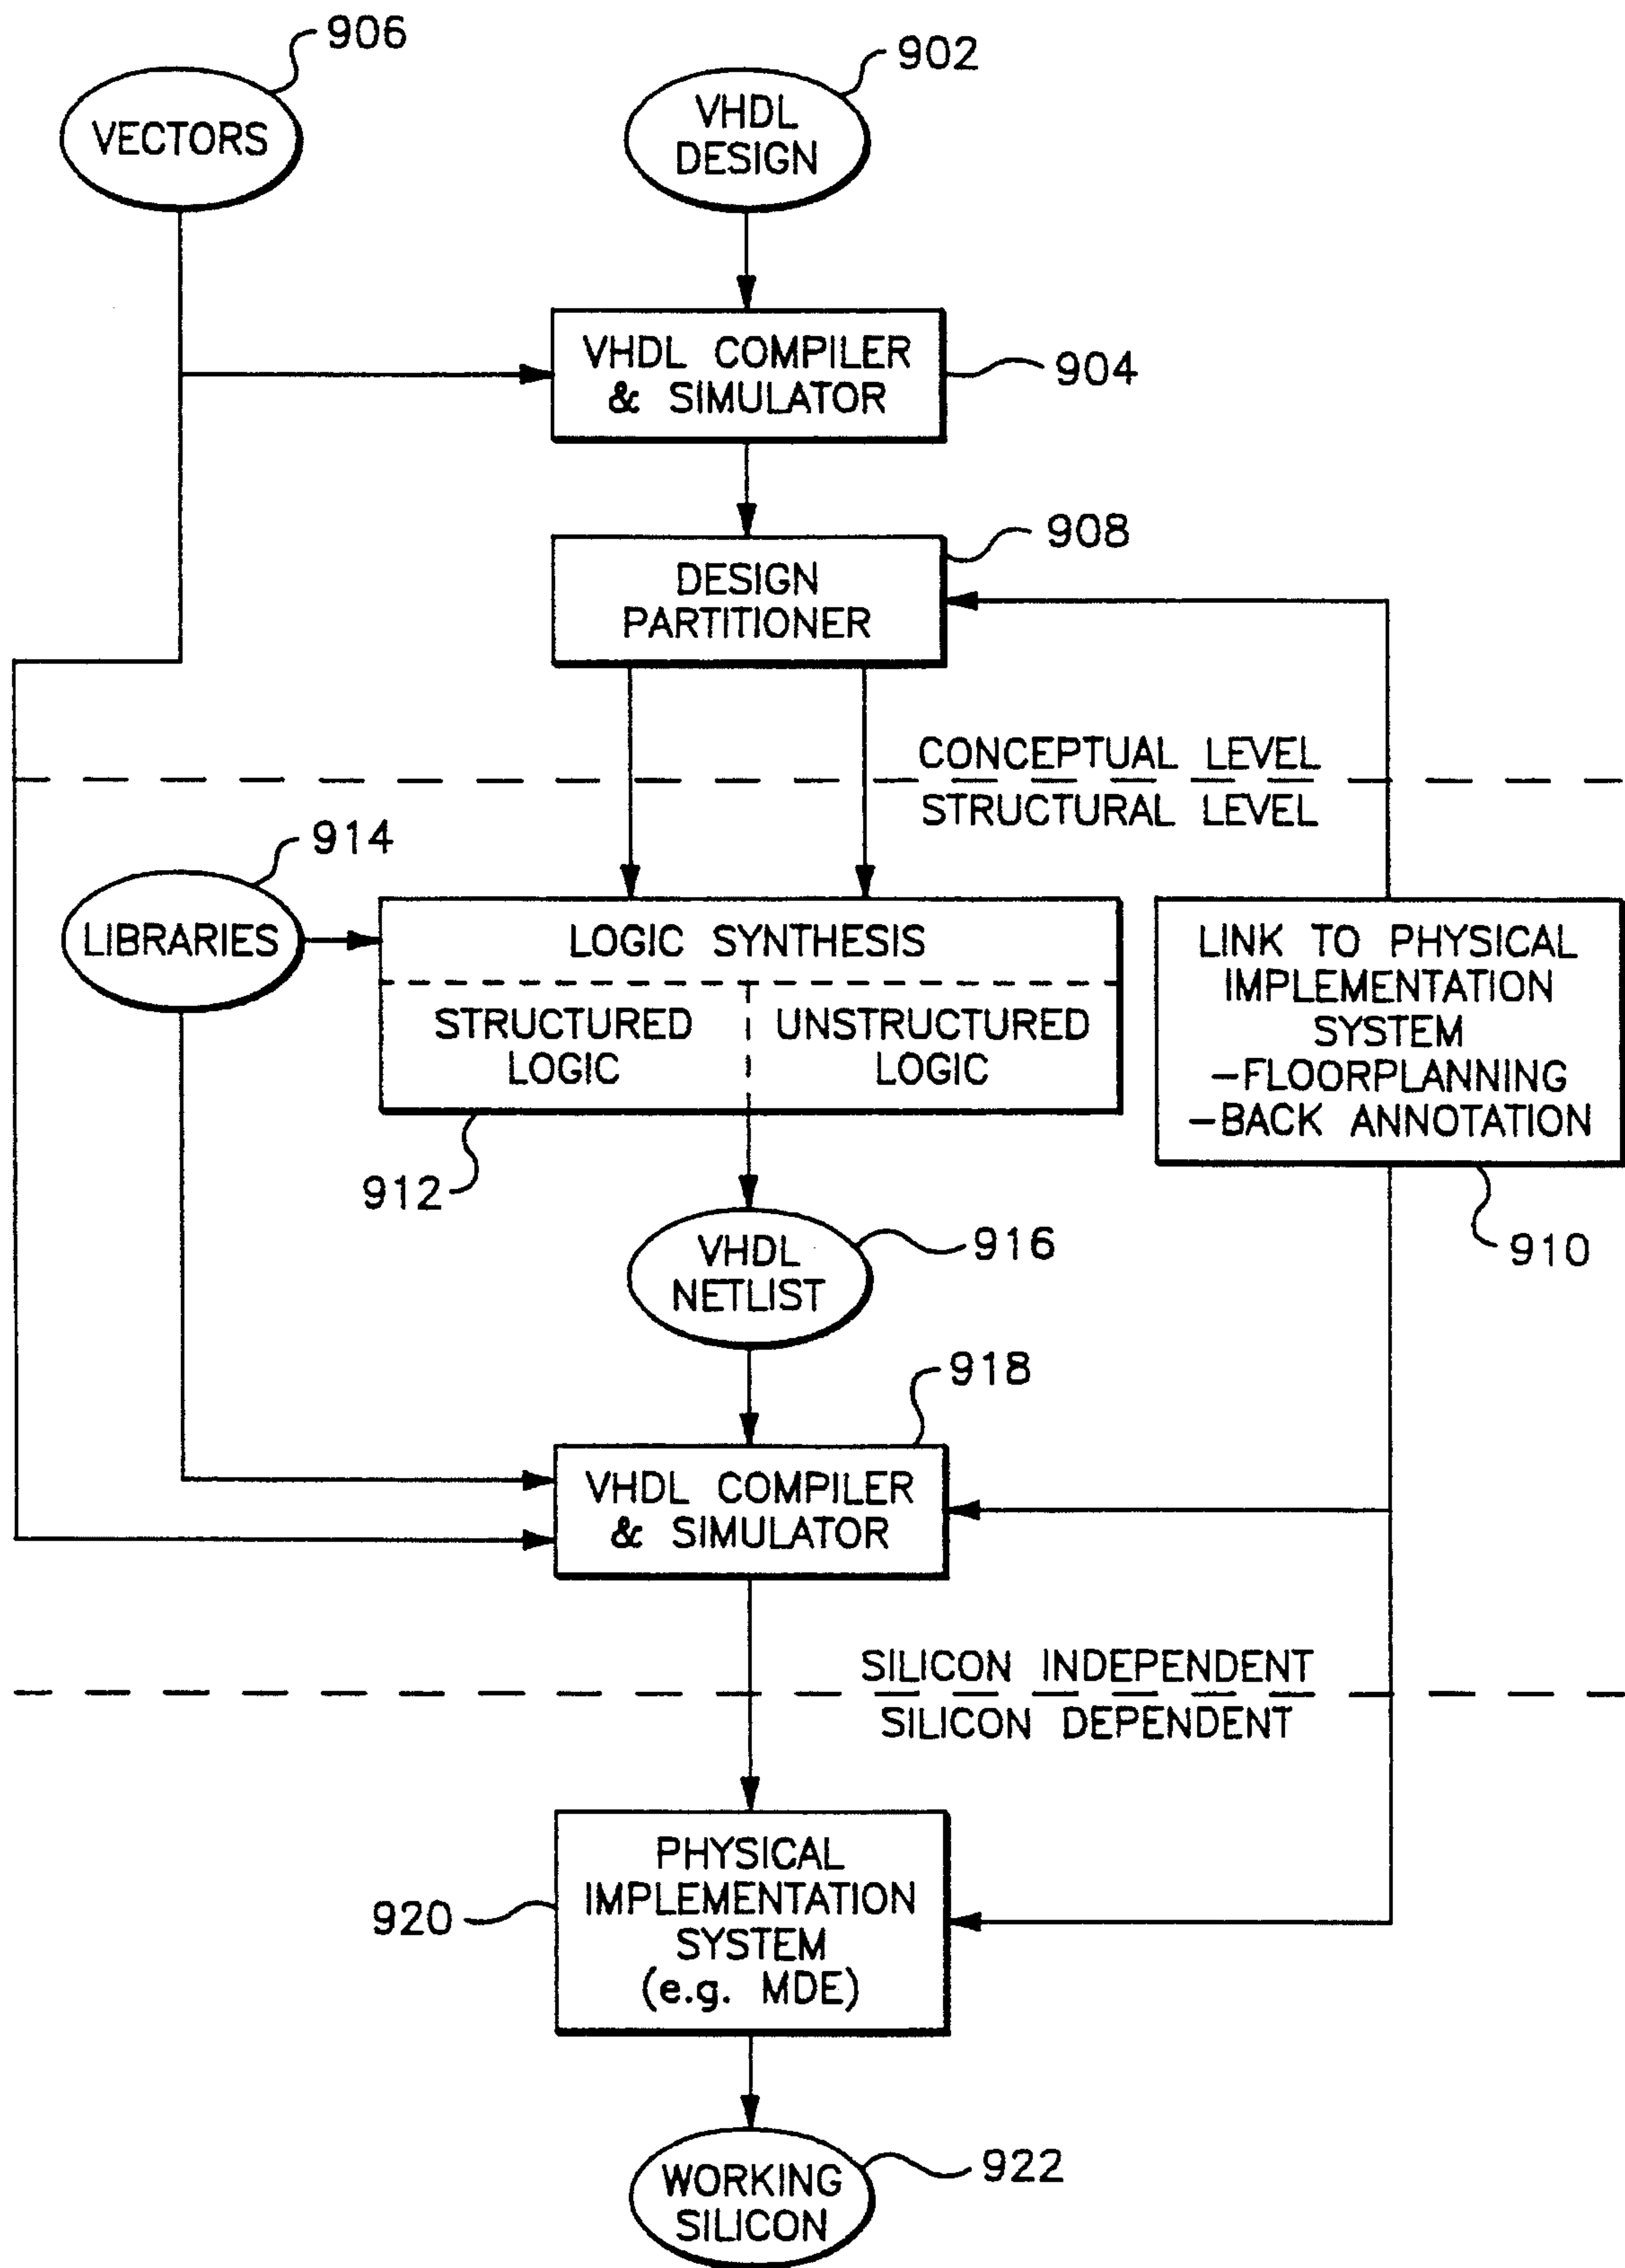 906
902
VECTORS
VHDL
DESIGN
VHDL COMPILER
& SIMULATOR
904
908
DESIGN
PARTITIONER
CONCEPTUAL LEVEL
STRUCTURAL LEVEL
914
LIBRARIES
LOGIC SYNTHESIS
STRUCTURED
LOGIC
UNSTRUCTURED
LOGIC
912
LINK TO PHYSICAL
IMPLEMENTATION
SYSTEM
-FLOORPLANNING
-BACK ANNOTATION
910
VHDL
NETLIST
916
918
VHDL COMPILER
& SIMULATOR
SILICON INDEPENDENT
SILICON DEPENDENT
PHYSICAL
IMPLEMENTATION
SYSTEM
(e.g. MDE)
920
WORKING
SILICON
922